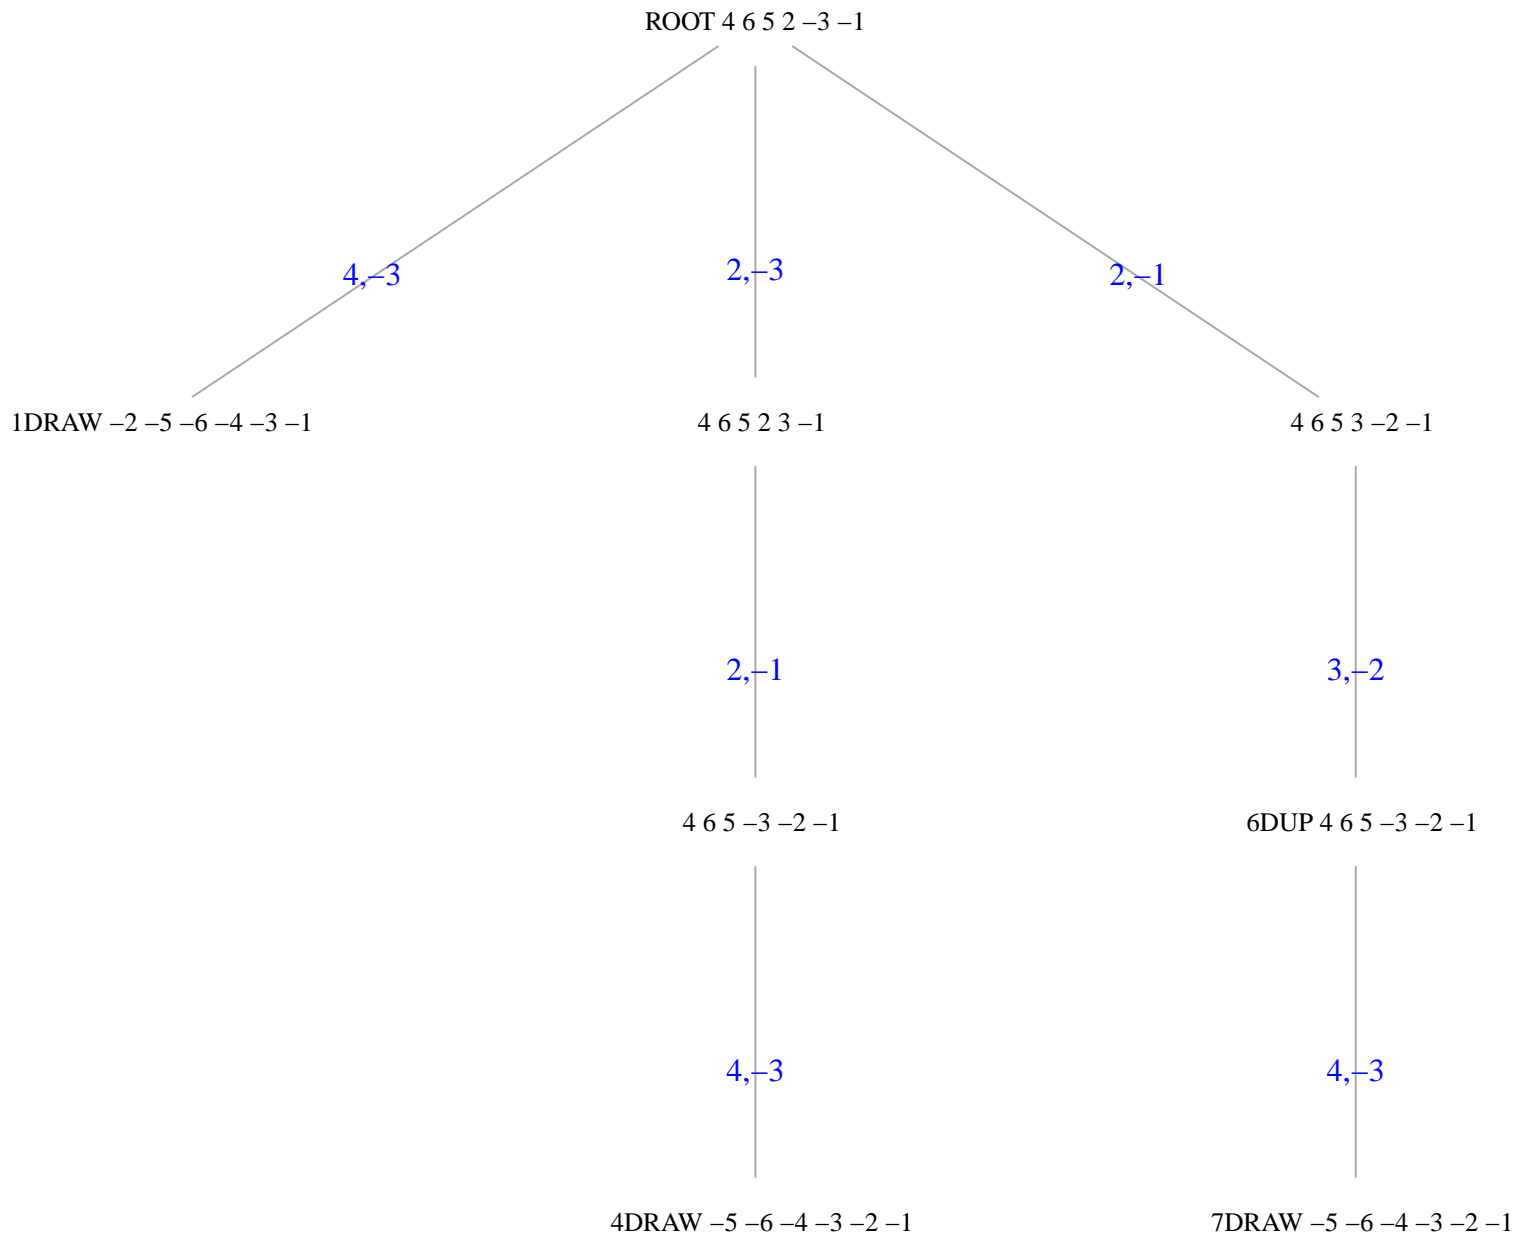 ROOT 4 6 5 2 –3 –1
4,–3
2,–3
2,–1
1DRAW –2 –5 –6 –4 –3 –1
4 6 5 2 3 –1
4 6 5 3 –2 –1
2,–1
3,–2
4 6 5 –3 –2 –1
6DUP 4 6 5 –3 –2 –1
4,–3
4,–3
4DRAW –5 –6 –4 –3 –2 –1
7DRAW –5 –6 –4 –3 –2 –1